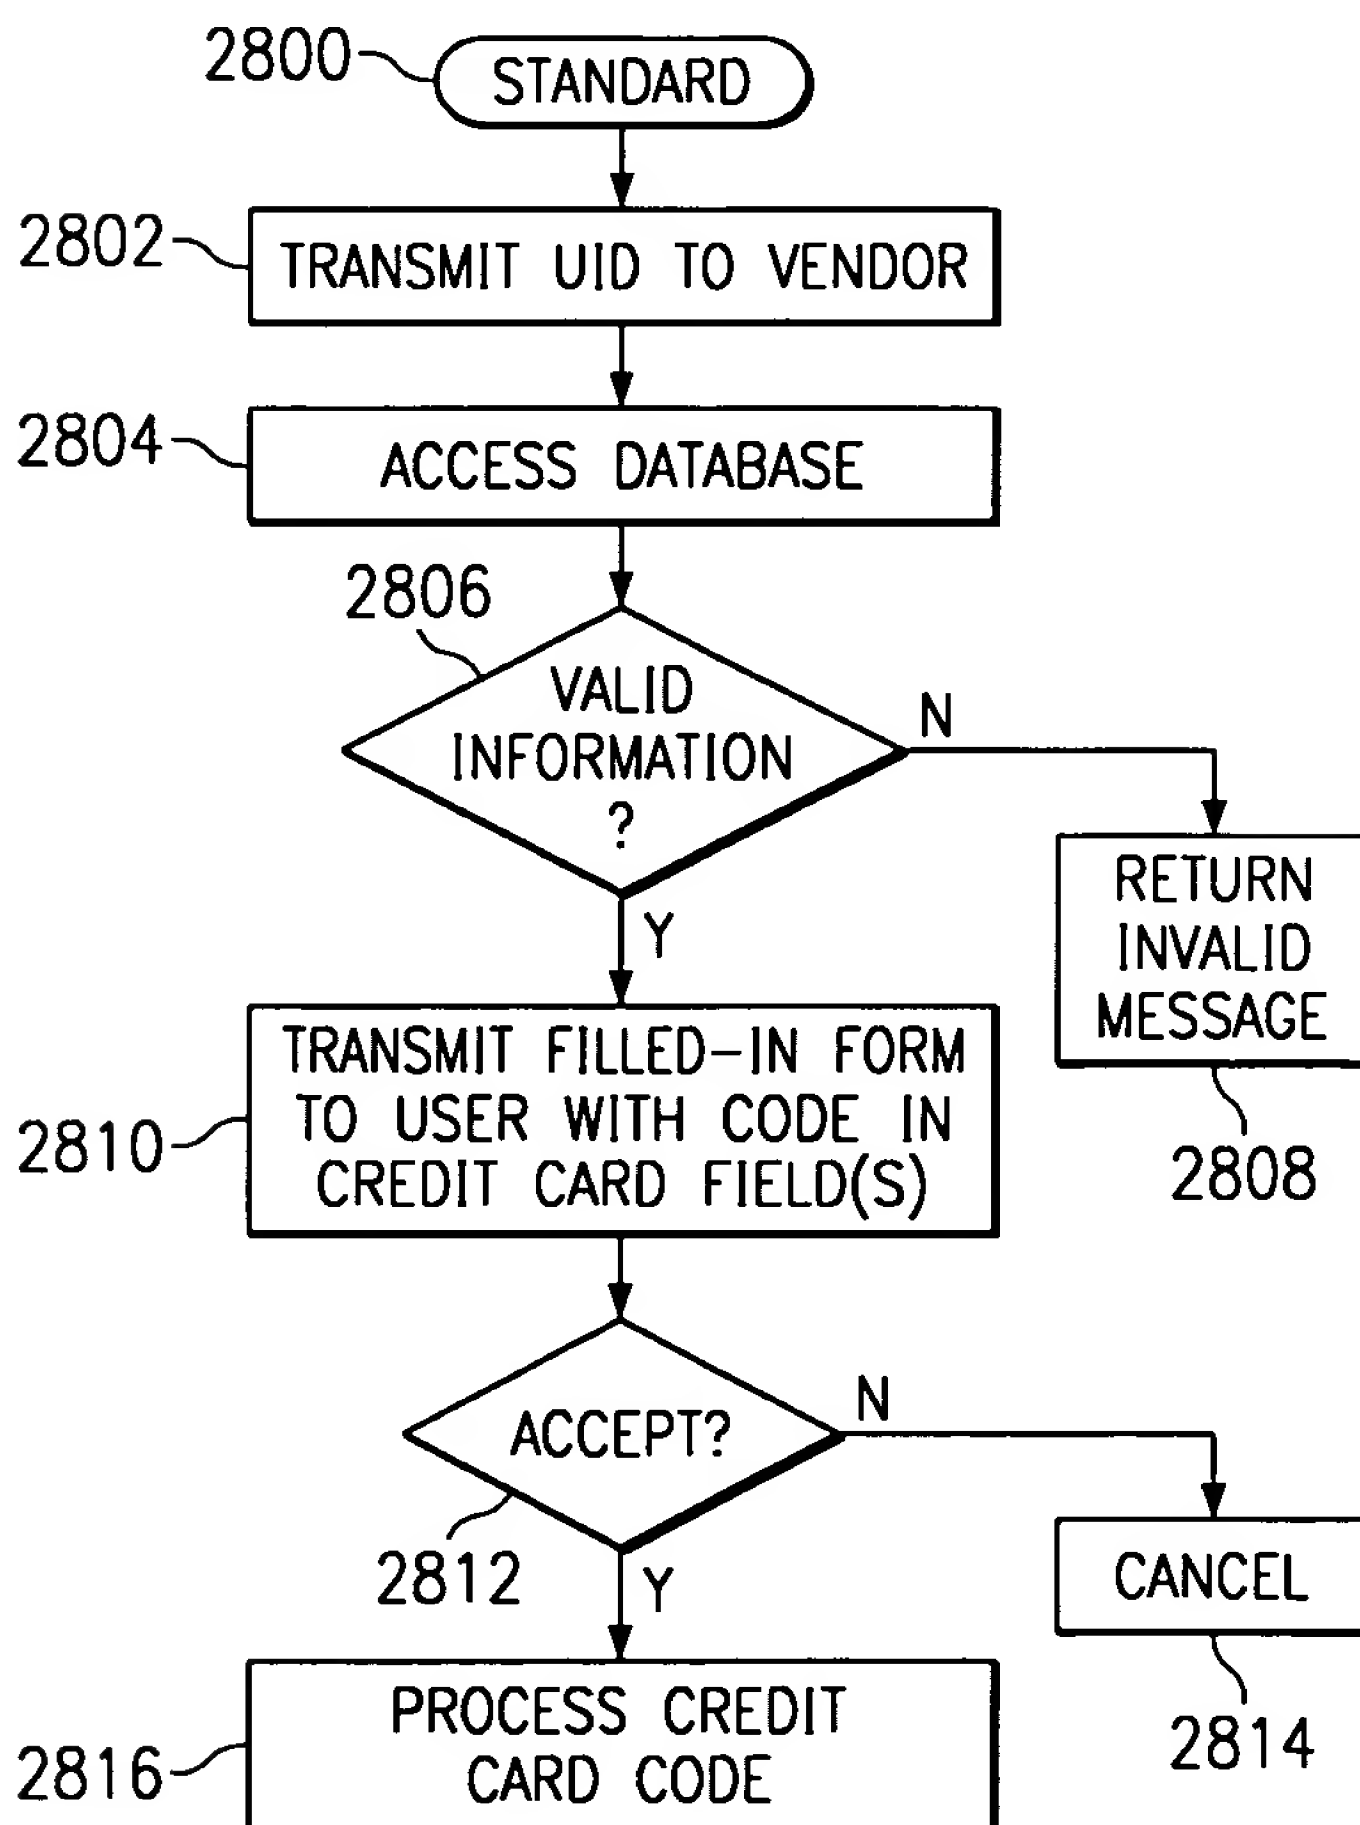 2800
STANDARD
2802
TRANSMIT UID TO VENDOR
2804
ACCESS DATABASE
2806
VALID
INFORMATION
?
N
RETURN
INVALID
MESSAGE
2808
Y
TRANSMIT FILLED-IN FORM
TO USER WITH CODE IN
CREDIT CARD FIELD(S)
2810
ACCEPT?
N
2812
CANCEL
2814
Y
PROCESS CREDIT
CARD CODE
2816